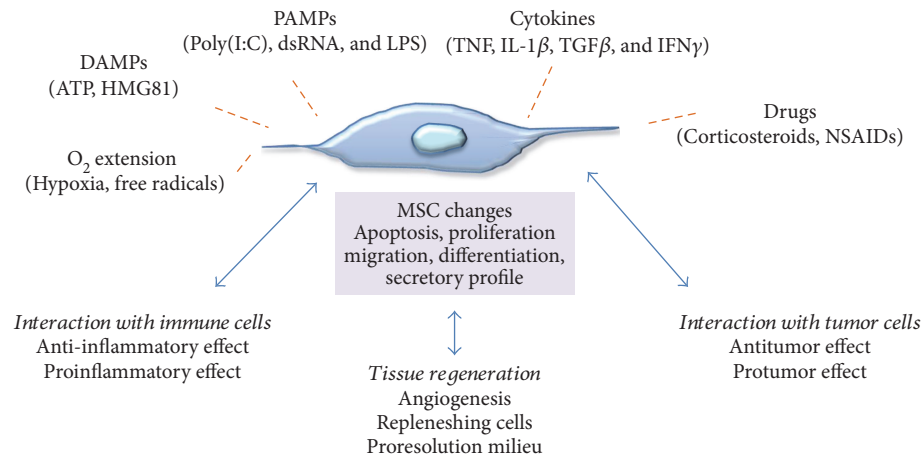 PAMPs
(Poly(I:C), dsRNA, and LPS)
Cytokines
(TNF, IL-1β, TGFβ, and IFNγ)
DAMPs
(ATP, HMG81)
Drugs
(Corticosteroids, NSAIDs)
O₂ extension
(Hypoxia, free radicals)
MSC changes
Apoptosis, proliferation
migration, differentiation,
secretory profile
Interaction with immune cells
Anti-inflammatory effect
Proinflammatory effect
Tissue regeneration
Angiogenesis
Repleneshing cells
Proresolution milieu
Interaction with tumor cells
Antitumor effect
Protumor effect